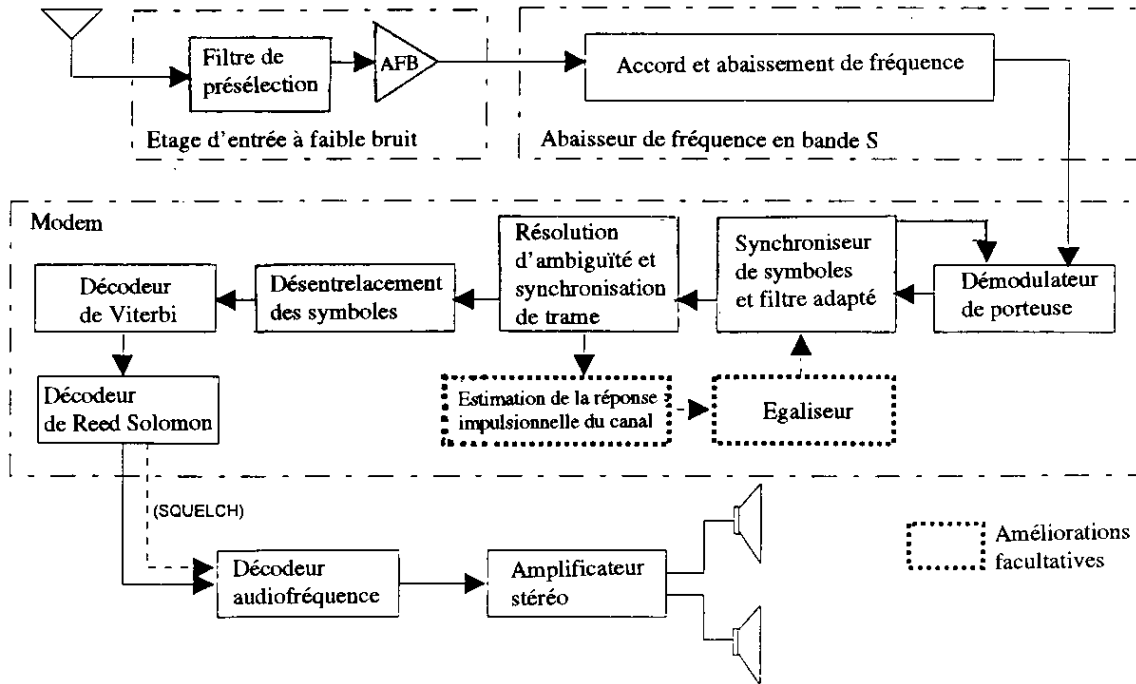 Filtre de
présélection
AFB
Etage d'entrée à faible bruit
Accord et abaissement de fréquence
Abaisseur de fréquence en bande S
Modem
Décodeur
de Viterbi
Désentrelacement
des symboles
Résolution
d'ambiguïté et
synchronisation
de trame
Synchroniseur
de symboles
et filtre adapté
Démodulateur
de porteuse
Décodeur
de Reed Solomon
Estimation de la réponse
impulsionnelle du canal
Egaliseur
(SQUELCH)
Décodeur
audiofréquence
Amplificateur
stéréo
Améliorations
facultatives